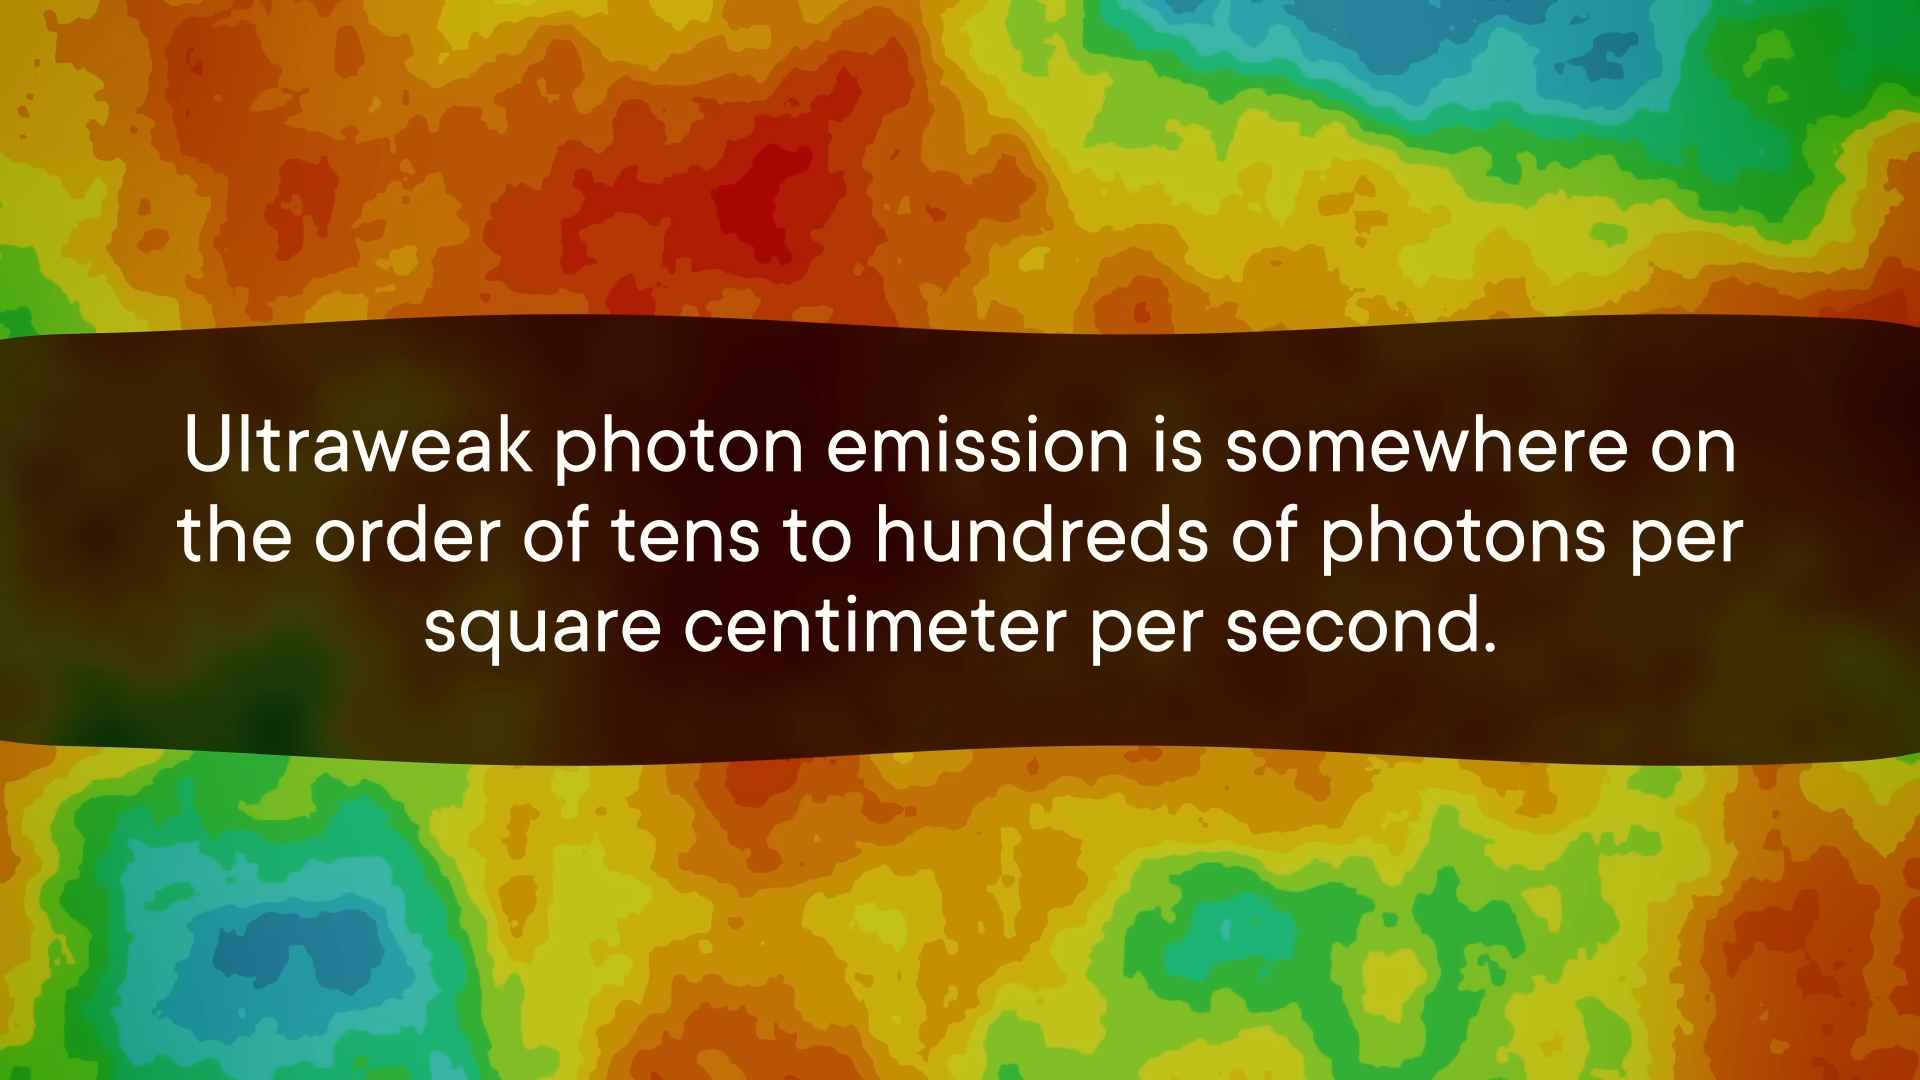 Ultraweak photon emission is somewhere on
the order of tens to hundreds of photons per
square centimeter per second.